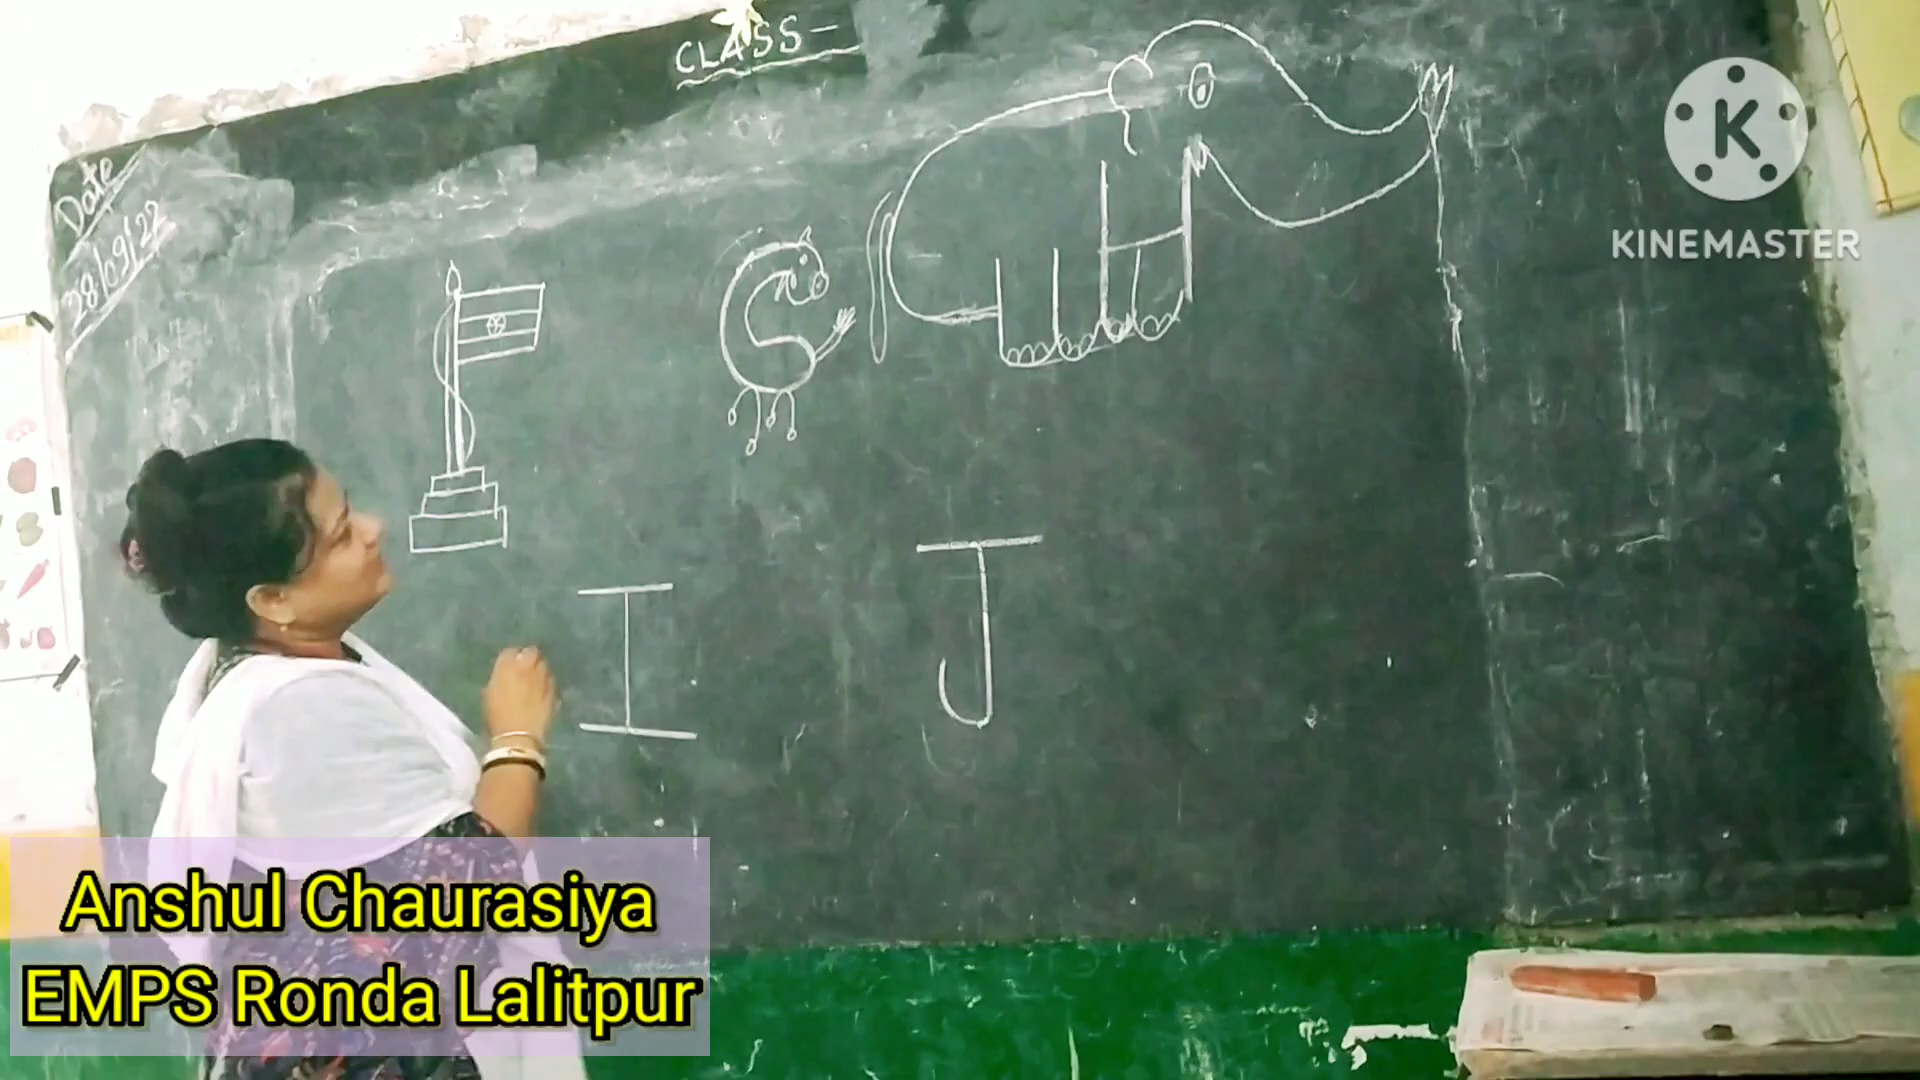 CLASS-
Date
28/09/22
K
KINEMASTER
I J
Anshul Chaurasiya
EMPS Ronda Lalitpur